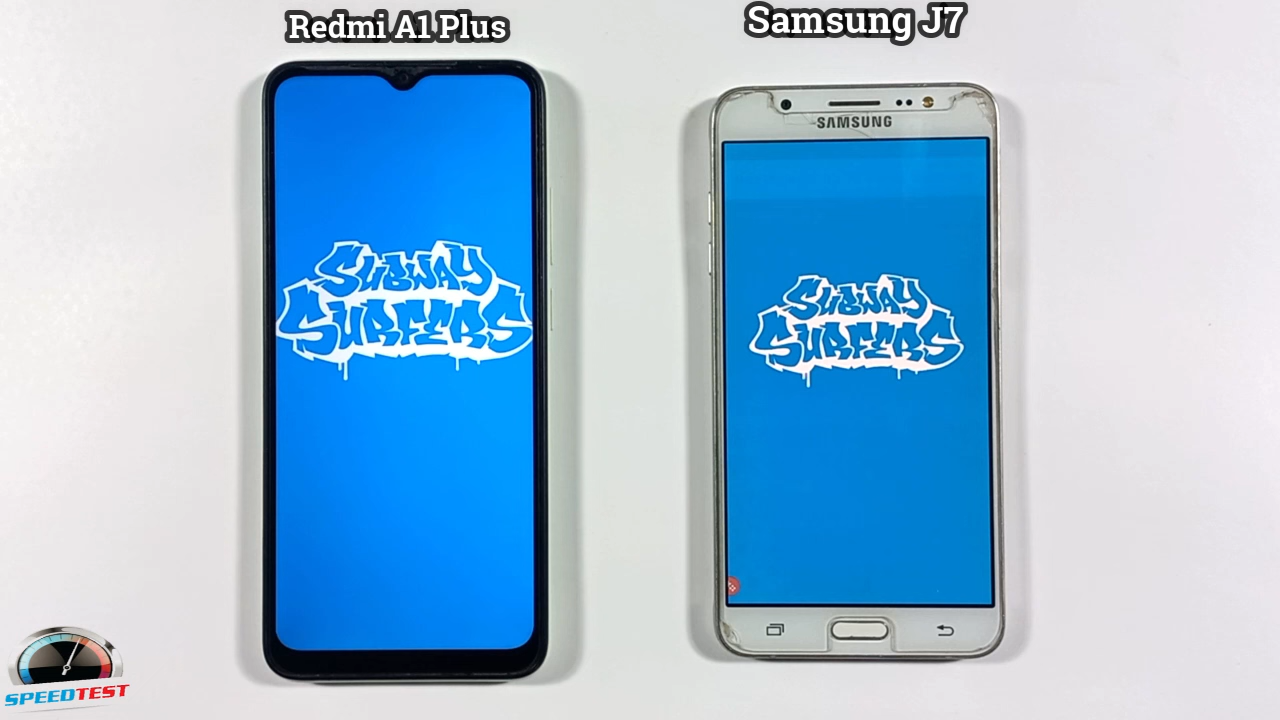 Redmi A1 Plus
Samsung J7
SAMSUNG
SUBWAY
SURFERS
SUBWAY
SURFERS
SPEEDTEST